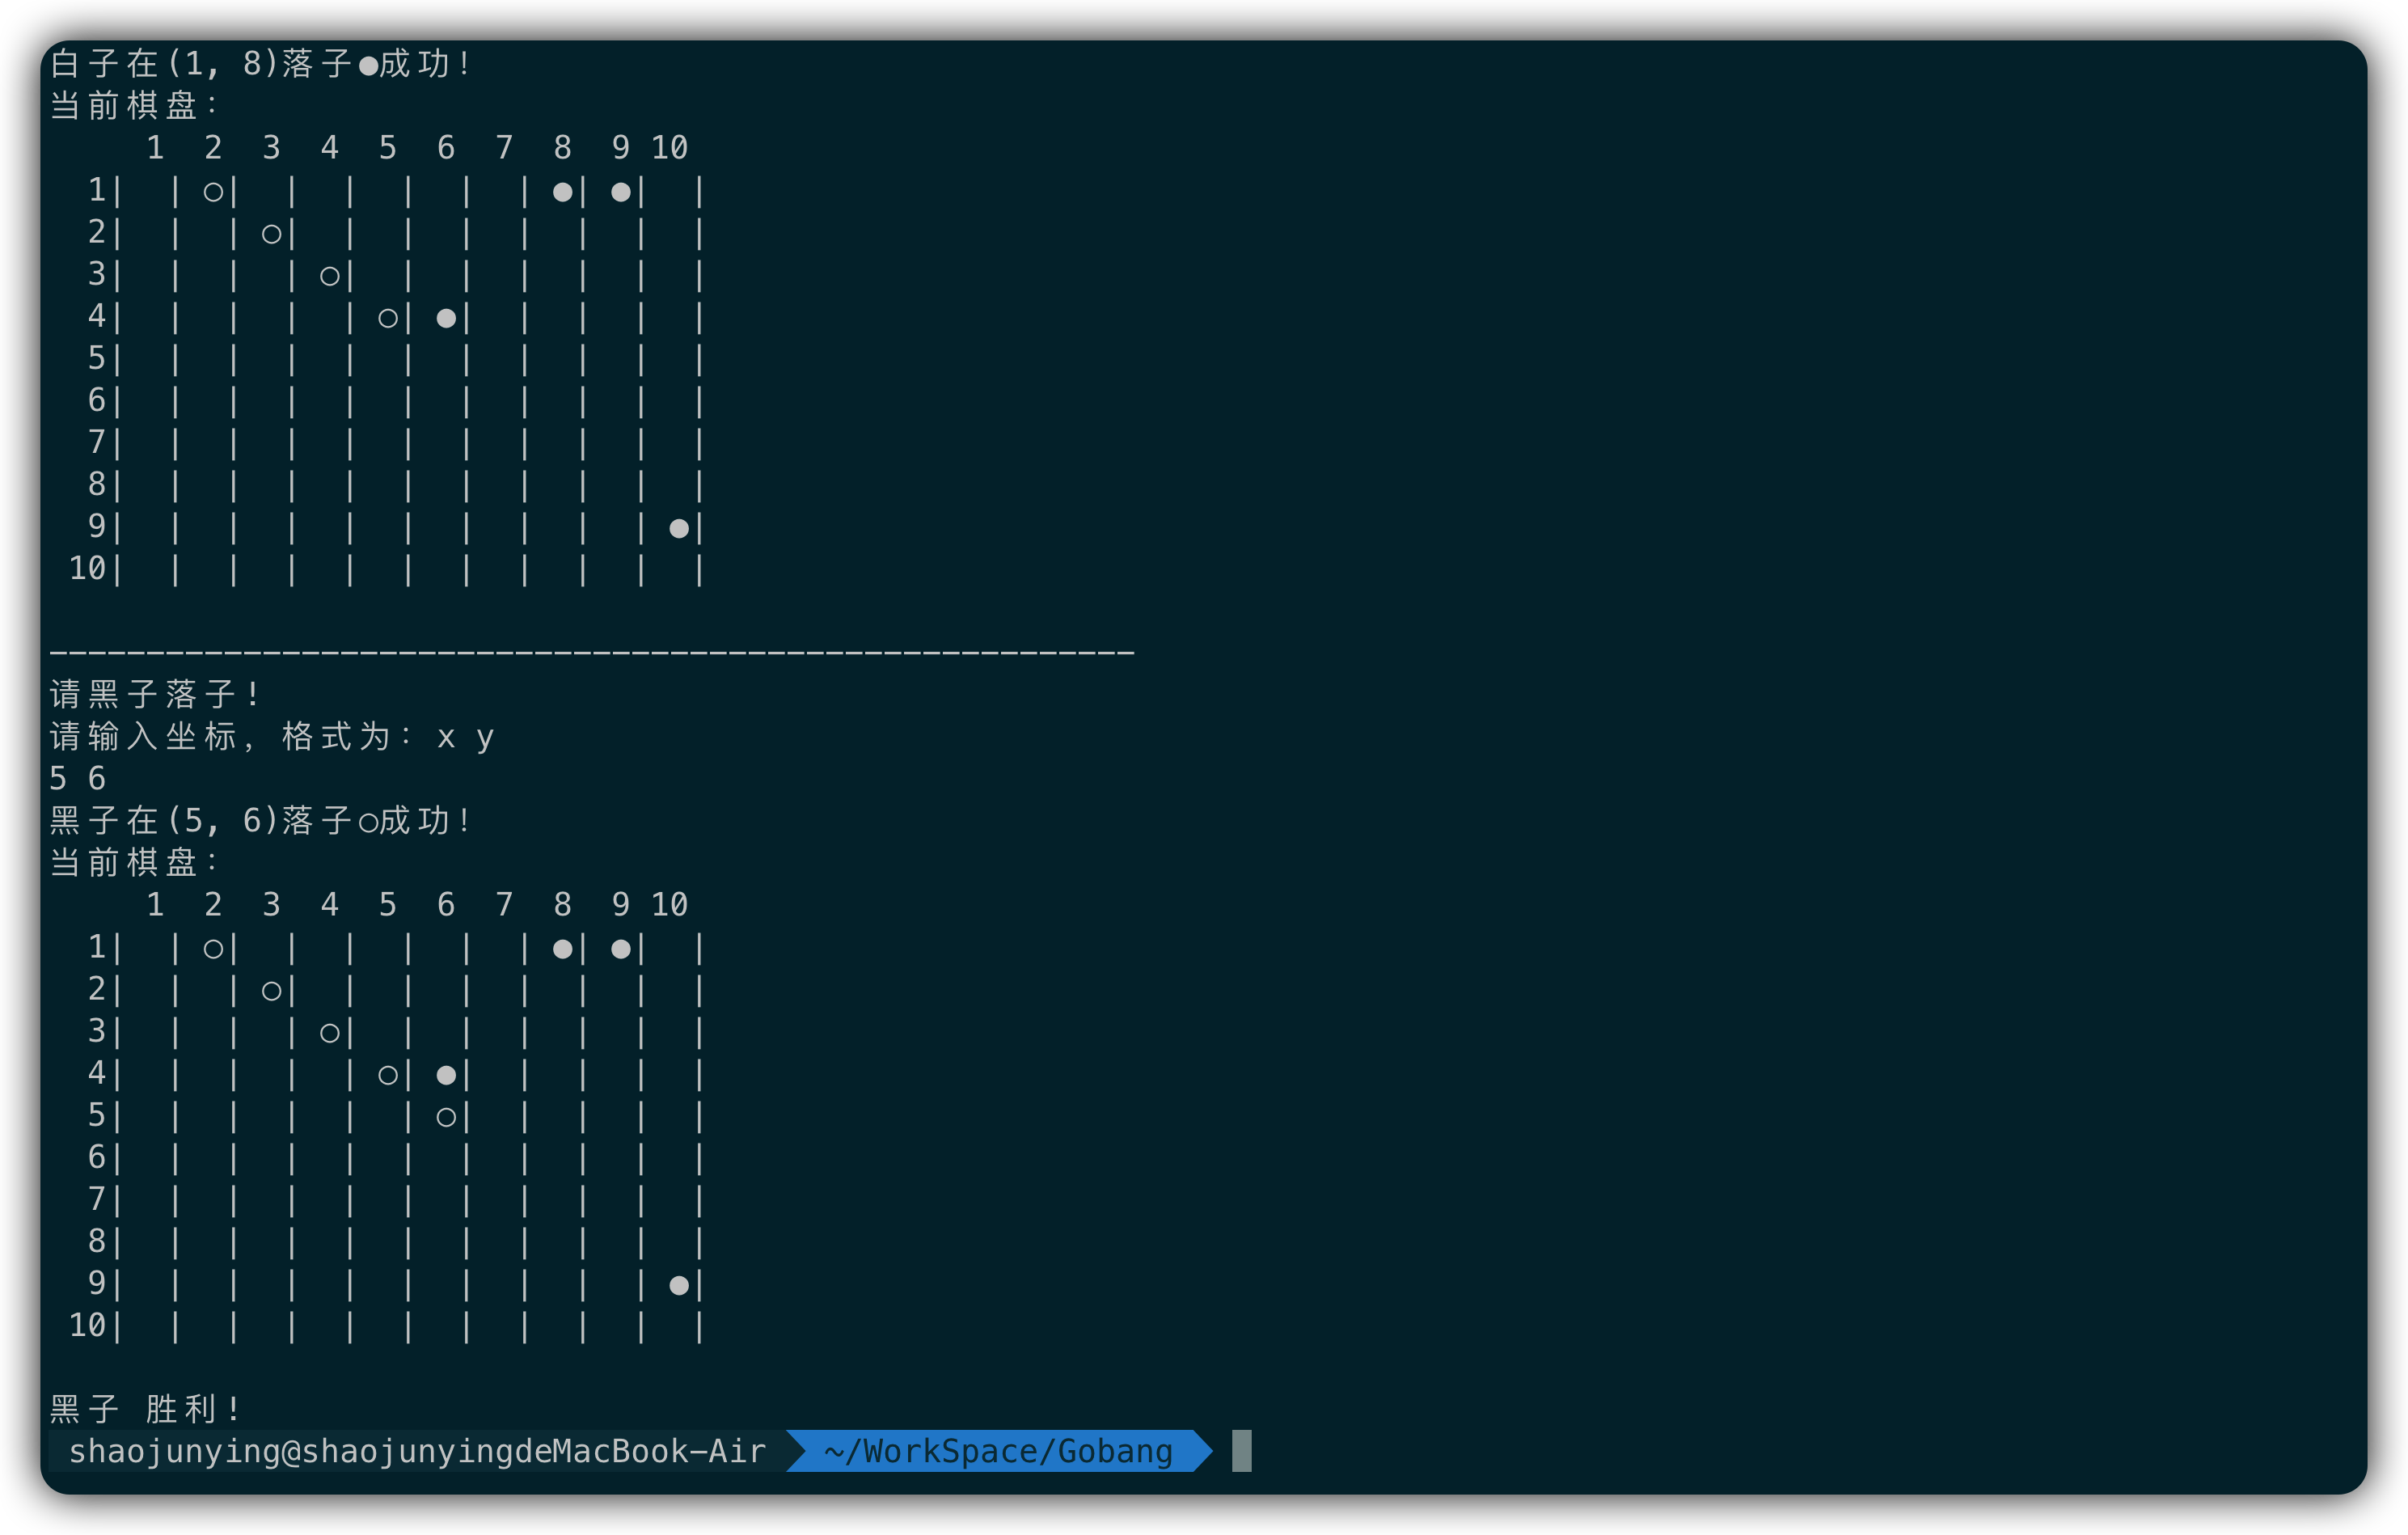 白子在(1, 8)落子●成功!
当前棋盘:
     1  2  3  4  5  6  7  8  9 10
  1|  | ○|  |  |  |  |  | ●| ●|  |
  2|  |  | ○|  |  |  |  |  |  |  |
  3|  |  |  | ○|  |  |  |  |  |  |
  4|  |  |  |  | ○| ●|  |  |  |  |
  5|  |  |  |  |  |  |  |  |  |  |
  6|  |  |  |  |  |  |  |  |  |  |
  7|  |  |  |  |  |  |  |  |  |  |
  8|  |  |  |  |  |  |  |  |  |  |
  9|  |  |  |  |  |  |  |  |  | ●|
 10|  |  |  |  |  |  |  |  |  |  |
--------------------------------------------------------
请黑子落子!
请输入坐标, 格式为: x y
5 6
黑子在(5, 6)落子○成功!
当前棋盘:
     1  2  3  4  5  6  7  8  9 10
  1|  | ○|  |  |  |  |  | ●| ●|  |
  2|  |  | ○|  |  |  |  |  |  |  |
  3|  |  |  | ○|  |  |  |  |  |  |
  4|  |  |  |  | ○| ●|  |  |  |  |
  5|  |  |  |  |  | ○|  |  |  |  |
  6|  |  |  |  |  |  |  |  |  |  |
  7|  |  |  |  |  |  |  |  |  |  |
  8|  |  |  |  |  |  |  |  |  |  |
  9|  |  |  |  |  |  |  |  |  | ●|
 10|  |  |  |  |  |  |  |  |  |  |
黑子 胜利!
shaojunying@shaojunyingdeMacBook-Air ~/WorkSpace/Gobang